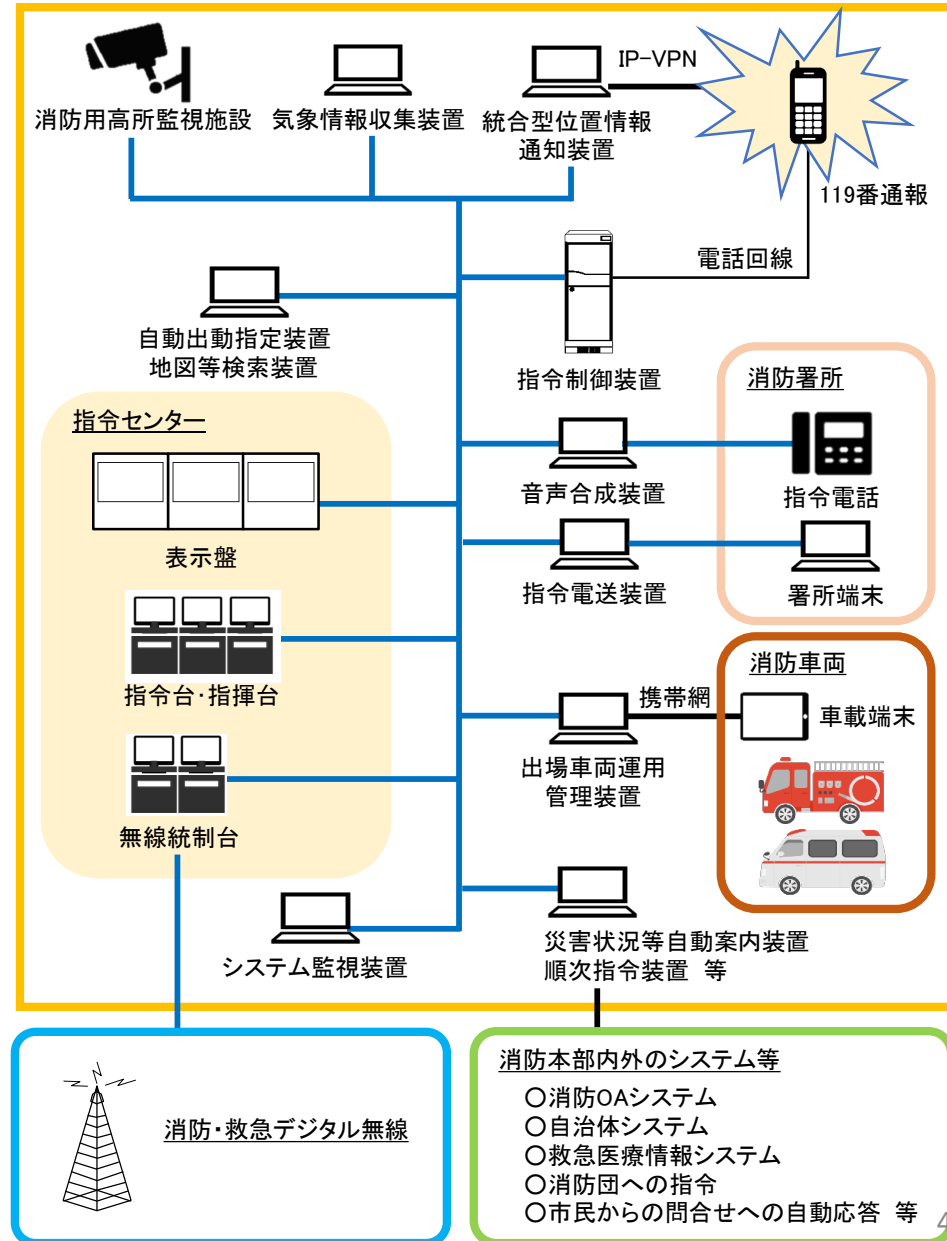 IP-VPN
消防用高所監視施設
気象情報収集装置
統合型位置情報
通知装置
119番通報
電話回線
自動出動指定装置
地図等検索装置
指令制御装置
消防署所
指令センター
音声合成装置
指令電話
表示盤
指令電送装置
署所端末
消防車両
指令台・指揮台
携帯網
車載端末
出場車両運用
管理装置
無線統制台
システム監視装置
災害状況等自動案内装置
順次指令装置 等
消防本部内外のシステム等
消防・救急デジタル無線
○消防OAシステム
○自治体システム
○救急医療情報システム
○消防団への指令
○市民からの問合せへの自動応答 等
4